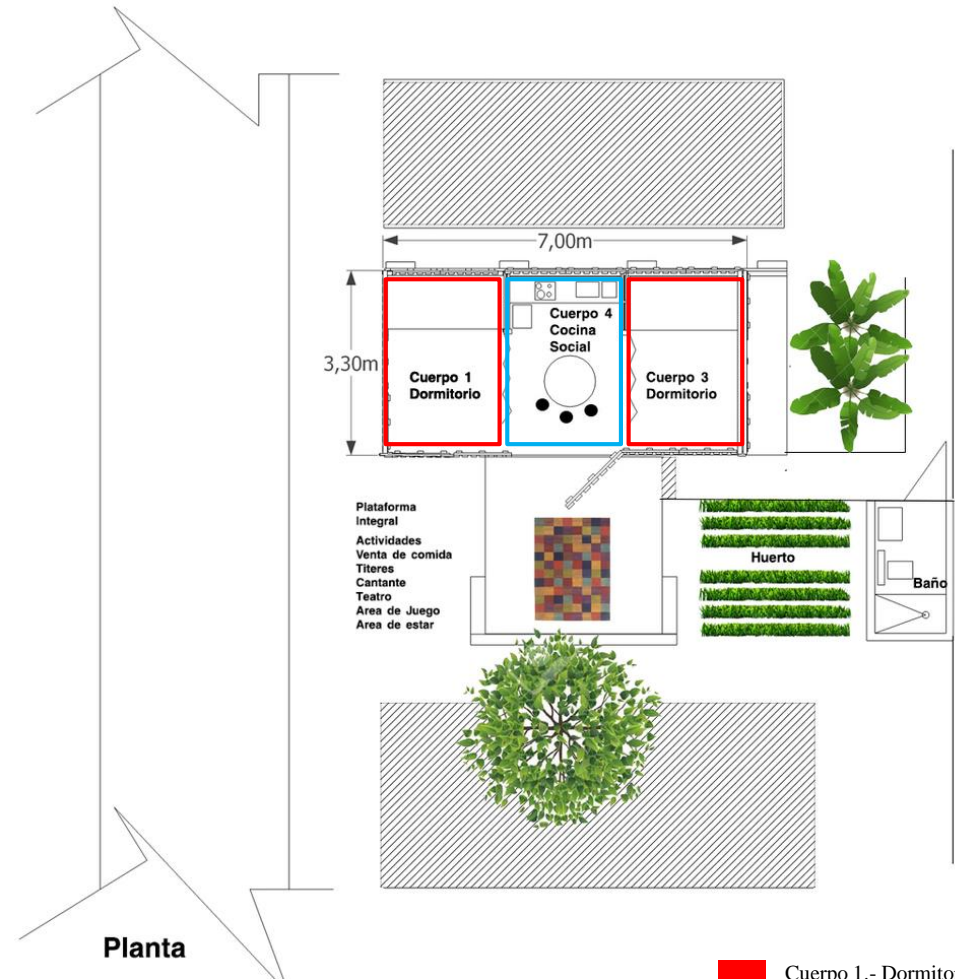 7,00m
3,30m
Cuerpo 4
Cocina
Social
Cuerpo 1
Dormitorio
Cuerpo 3
Dormitorio
Plataforma
Integral
Actividades
Venta de comida
Titeres
Cantante
Teatro
Area de Juego
Area de estar
Huerto
Baño
Planta
Cuerpo 1.- Dormito